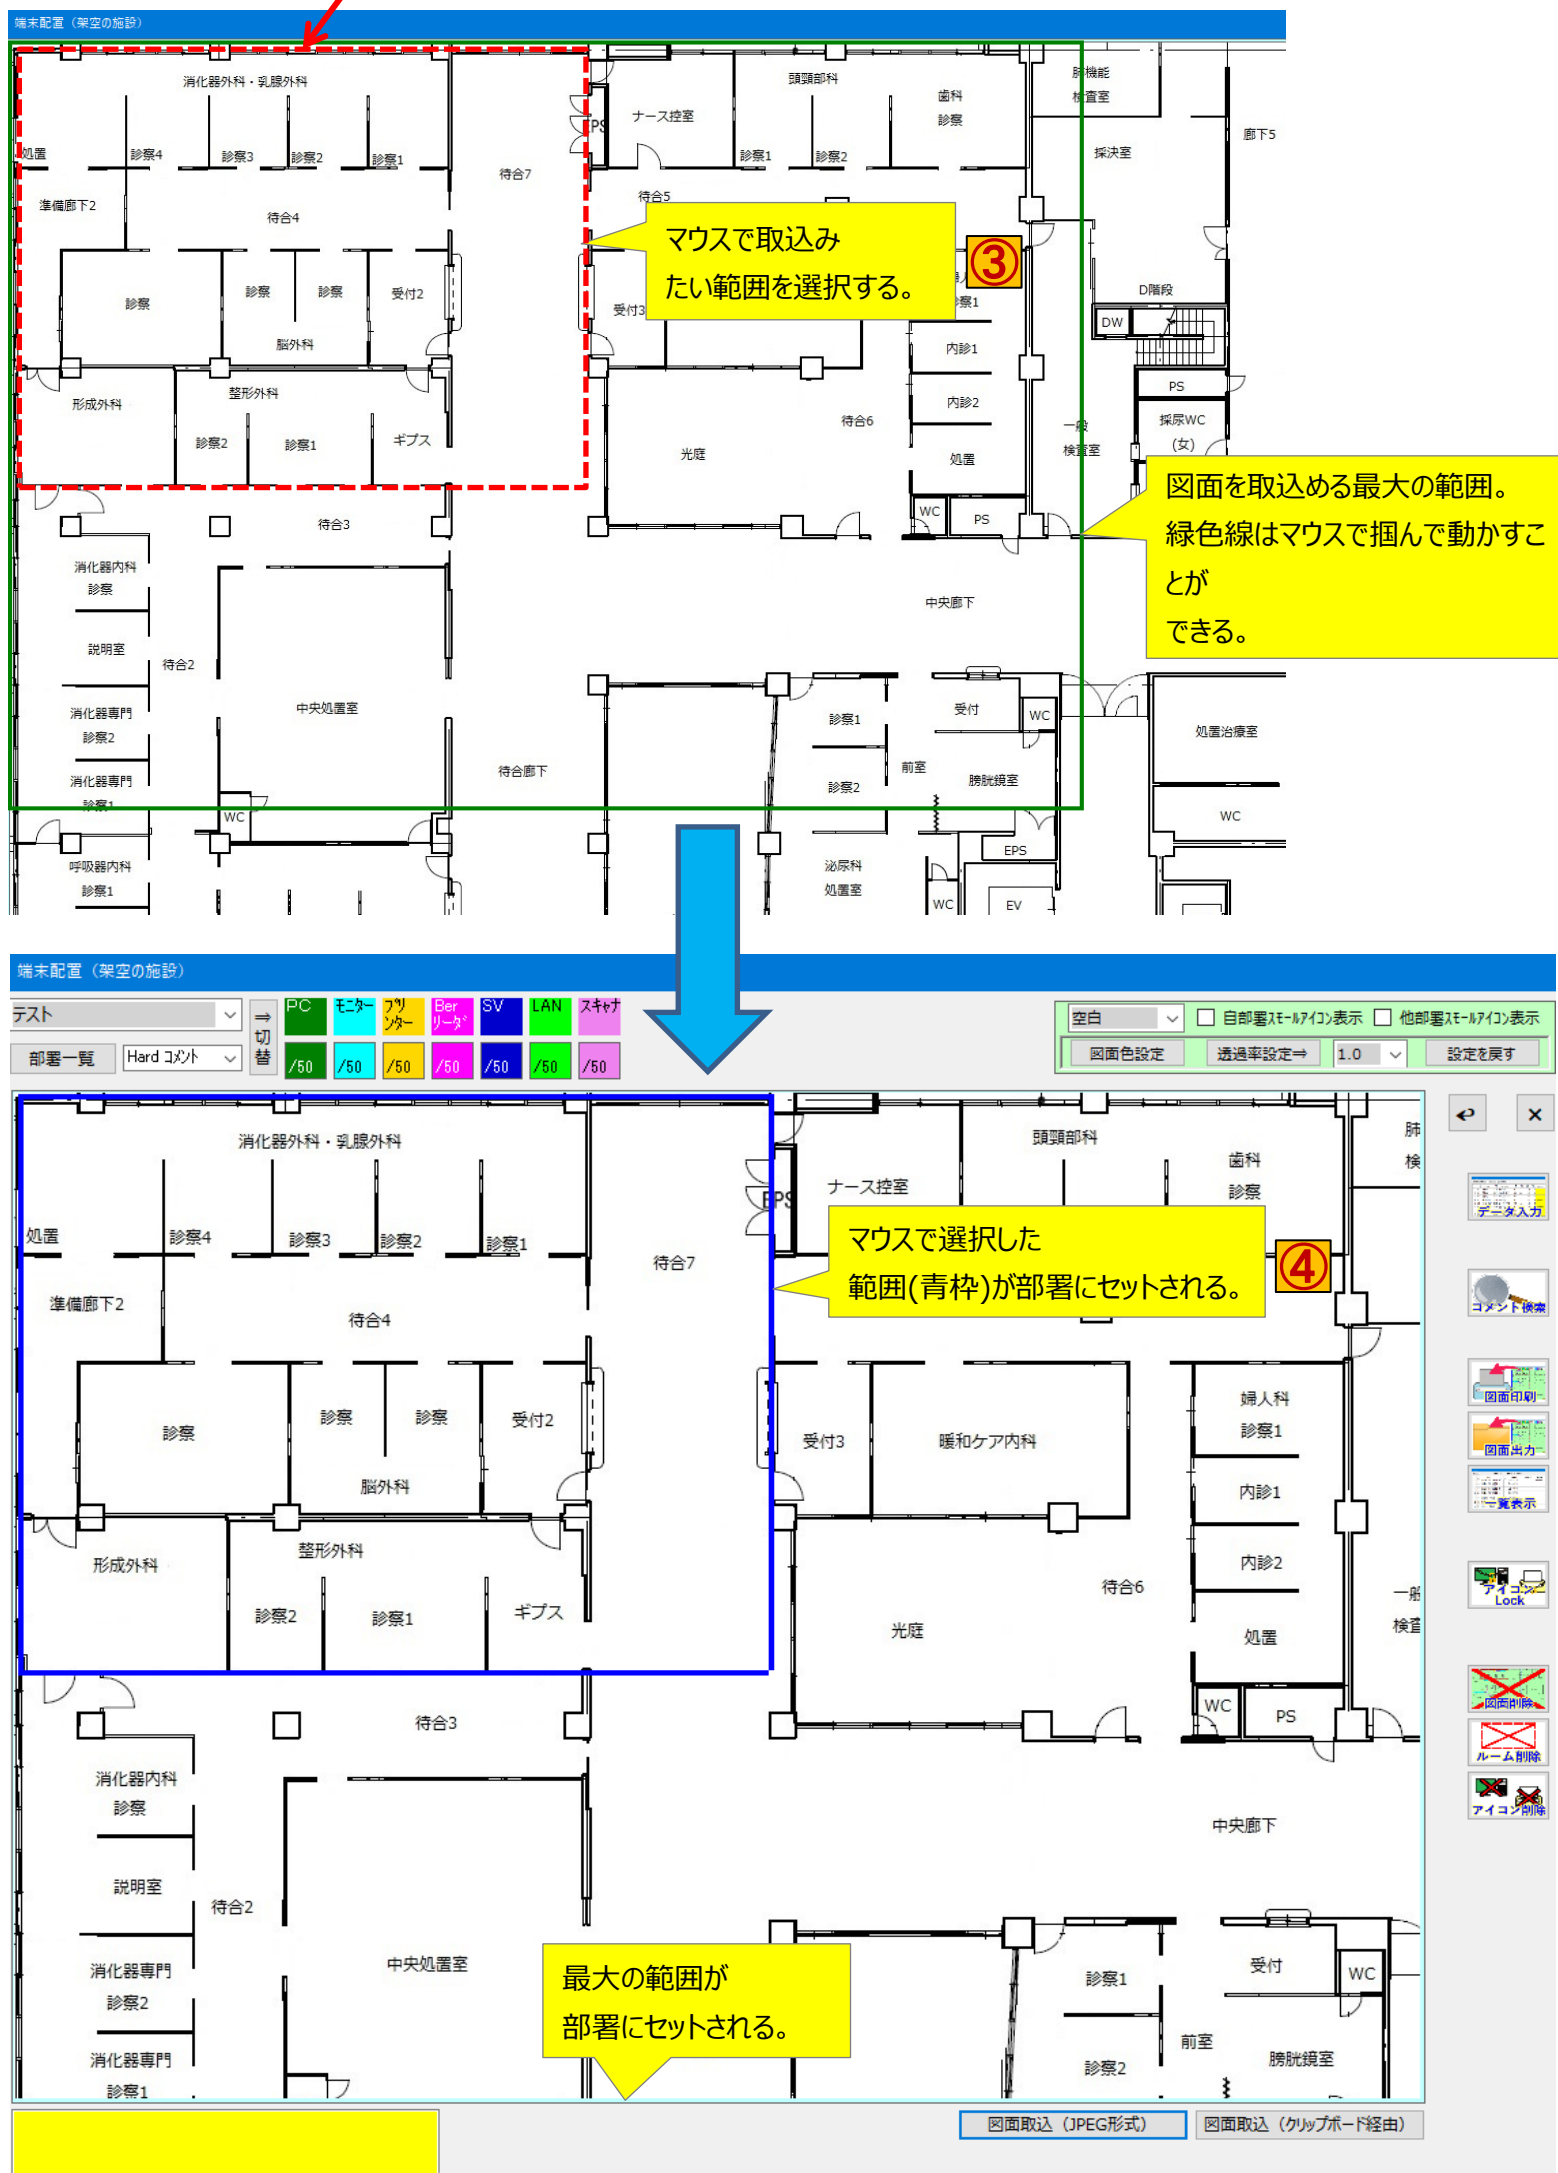 端末配置（架空の施設）
消化器外科・乳腺外科
頭頸部科
肺機能
検査室
ナース控室
歯科
診察
EPS
廊下5
処置
診察4
診察3
診察2
診察1
待合7
診察1
診察2
採決室
準備廊下2
待合4
待合5
マウスで取込み
たい範囲を選択する。
③
診察
診察
診察
受付2
脳外科
受付3
察1
D階段
DW
内診1
PS
形成外科
整形外科
内診2
採尿WC
(女)
診察2
診察1
ギプス
光庭
待合6
処置
一般
検査室
図面を取込める最大の範囲。
緑色線はマウスで掴んで動かすこ
とが
できる。
待合3
WC
PS
消化器内科
診察
中央廊下
説明室
待合2
消化器専門
診察2
中央処置室
待合廊下
診察1
受付
WC
処置治療室
消化器専門
診察1
診察2
前室
膀胱鏡室
WC
WC
呼吸器内科
診察1
泌尿科
処置室
EPS
WC
EV
端末配置（架空の施設）
テスト
⇒
切
替
PC
モニター
プリ
ンター
Ber
リーダ
SV
LAN
スキャナ
空白
自部署スモールアイコン表示
他部署スモールアイコン表示
部署一覧
Hard コメント
/50
/50
/50
/50
/50
/50
/50
図面色設定
透過率設定⇒
1.0
設定を戻す
×
消化器外科・乳腺外科
頭頸部科
肺
検
ナース控室
歯科
診察
EPS
データ入力
処置
診察4
診察3
診察2
診察1
待合7
マウスで選択した
範囲(青枠)が部署にセットされる。
④
準備廊下2
待合4
コメント検索
診察
診察
診察
受付2
脳外科
受付3
暖和ケア内科
婦人科
診察1
図面印刷
図面出力
内診1
一覧表示
形成外科
整形外科
内診2
診察2
診察1
ギプス
待合6
一般
検査
アイコン
Lock
光庭
処置
待合3
WC
PS
図面削除
ルーム削除
消化器内科
診察
アイコン削除
中央廊下
説明室
待合2
消化器専門
診察2
中央処置室
最大の範囲が
部署にセットされる。
診察1
受付
WC
消化器専門
診察1
診察2
前室
膀胱鏡室
図面取込（JPEG形式）
図面取込（クリップボード経由）